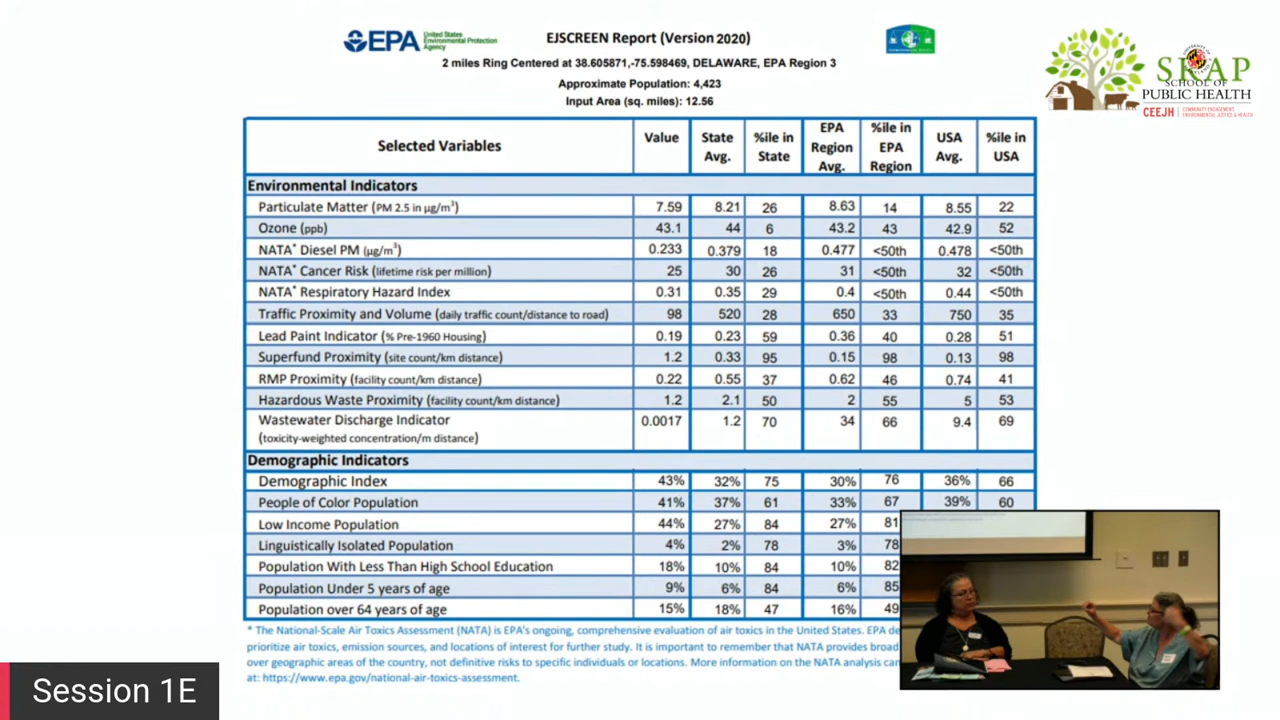 EPA United States
Environmental Protection
Agency
EJSCREEN Report (Version 2020)
2 miles Ring Centered at 38.605871,-75.598469, DELAWARE, EPA Region 3
Approximate Population: 4,423
Input Area (sq. miles): 12.56
SCHOOL OF
PUBLIC HEALTH
CEEJH COMMUNITY ENGAGEMENT,
ENVIRONMENTAL JUSTICE & HEALTH
Selected Variables Value State Avg. %ile in State EPA Region Avg. %ile in EPA Region USA Avg. %ile in USA
Environmental Indicators
Particulate Matter (PM 2.5 in µg/m³) 7.59 8.21 26 8.63 14 8.55 22
Ozone (ppb) 43.1 44 6 43.2 43 42.9 52
NATA* Diesel PM (µg/m³) 0.233 0.379 18 0.477 <50th 0.478 <50th
NATA* Cancer Risk (lifetime risk per million) 25 30 26 31 <50th 32 <50th
NATA* Respiratory Hazard Index 0.31 0.35 29 0.4 <50th 0.44 <50th
Traffic Proximity and Volume (daily traffic count/distance to road) 98 520 28 650 33 750 35
Lead Paint Indicator (% Pre-1960 Housing) 0.19 0.23 59 0.36 40 0.28 51
Superfund Proximity (site count/km distance) 1.2 0.33 95 0.15 98 0.13 98
RMP Proximity (facility count/km distance) 0.22 0.55 37 0.62 46 0.74 41
Hazardous Waste Proximity (facility count/km distance) 1.2 2.1 50 2 55 5 53
Wastewater Discharge Indicator 0.0017 1.2 70 34 66 9.4 69
(toxicity-weighted concentration/m distance)
Demographic Indicators
Demographic Index 43% 32% 75 30% 76 36% 66
People of Color Population 41% 37% 61 33% 67 39% 60
Low Income Population 44% 27% 84 27% 81
Linguistically Isolated Population 4% 2% 78 3% 78
Population With Less Than High School Education 18% 10% 84 10% 82
Population Under 5 years of age 9% 6% 84 6% 85
Population over 64 years of age 15% 18% 47 16% 49
* The National-Scale Air Toxics Assessment (NATA) is EPA's ongoing, comprehensive evaluation of air toxics in the United States. EPA de
prioritize air toxics, emission sources, and locations of interest for further study. It is important to remember that NATA provides broad
over geographic areas of the country, not definitive risks to specific individuals or locations. More information on the NATA analysis can
at: https://www.epa.gov/national-air-toxics-assessment.
Session 1E